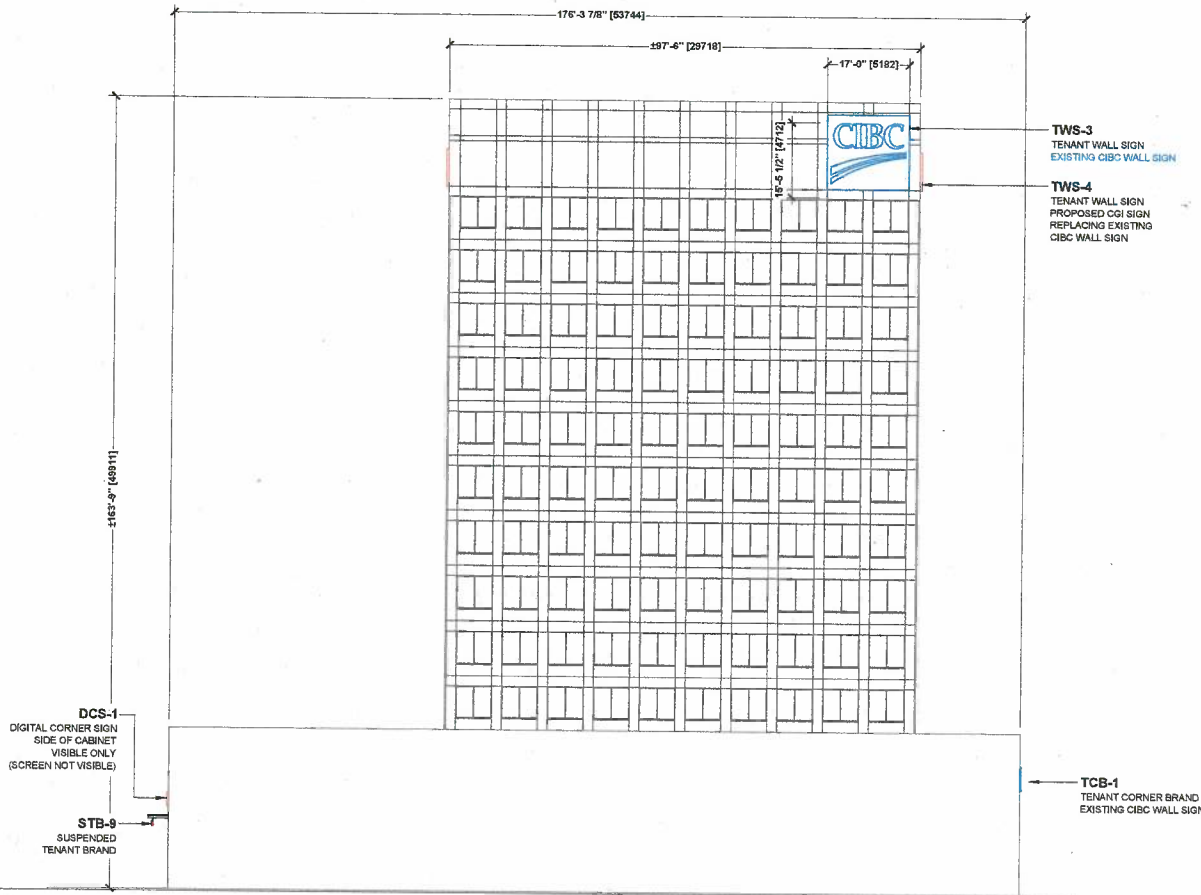 176'-3 7/8" [53744]
±97'-6" [29718]
17'-0" [5182]
15'-5 1/2" [4712]
CIBC
TWS-3
TENANT WALL SIGN
EXISTING CIBC WALL SIGN
TWS-4
TENANT WALL SIGN
PROPOSED CGI SIGN
REPLACING EXISTING
CIBC WALL SIGN
±163'-9" [49911]
DCS-1
DIGITAL CORNER SIGN
SIDE OF CABINET
VISIBLE ONLY
(SCREEN NOT VISIBLE)
STB-9
SUSPENDED
TENANT BRAND
TCB-1
TENANT CORNER BRAND
EXISTING CIBC WALL SIGN